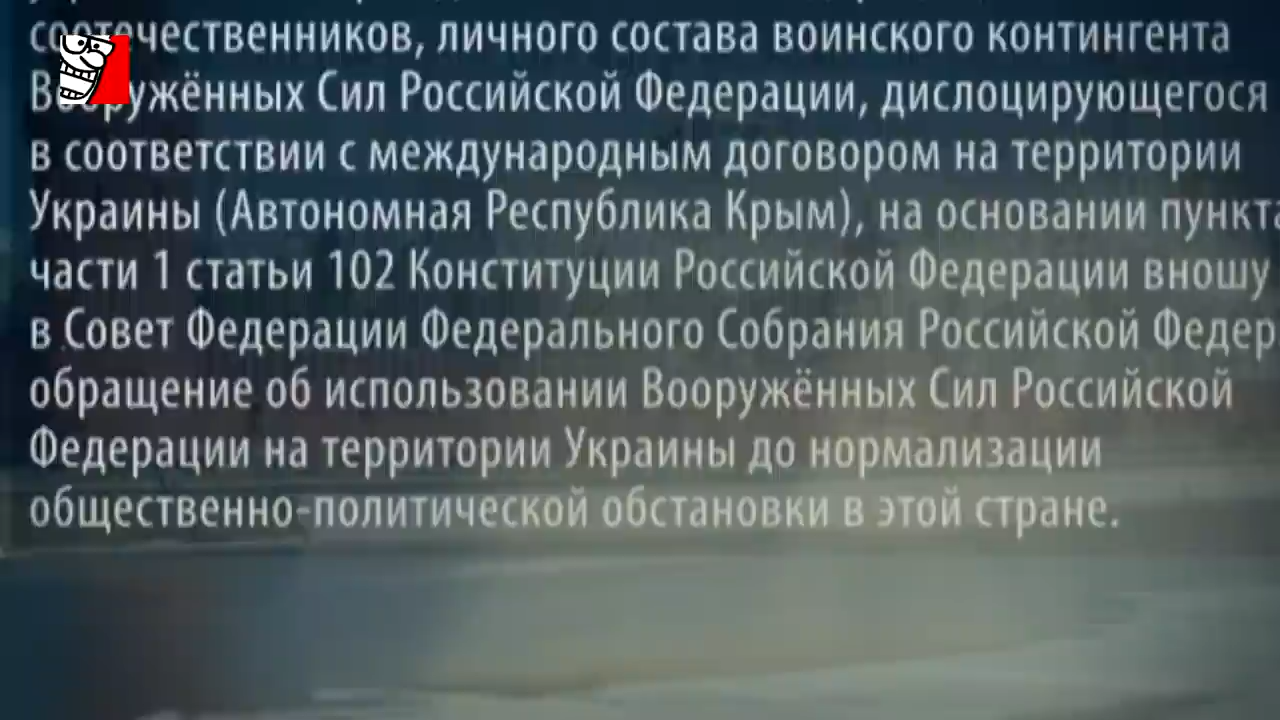 соотечественников, личного состава воинского контингента
Вооружённых Сил Российской Федерации, дислоцирующегося
в соответствии с международным договором на территории
Украины (Автономная Республика Крым), на основании пункта
части 1 статьи 102 Конституции Российской Федерации вношу
в Совет Федерации Федерального Собрания Российской Федер
обращение об использовании Вооружённых Сил Российской
Федерации на территории Украины до нормализации
общественно-политической обстановки в этой стране.